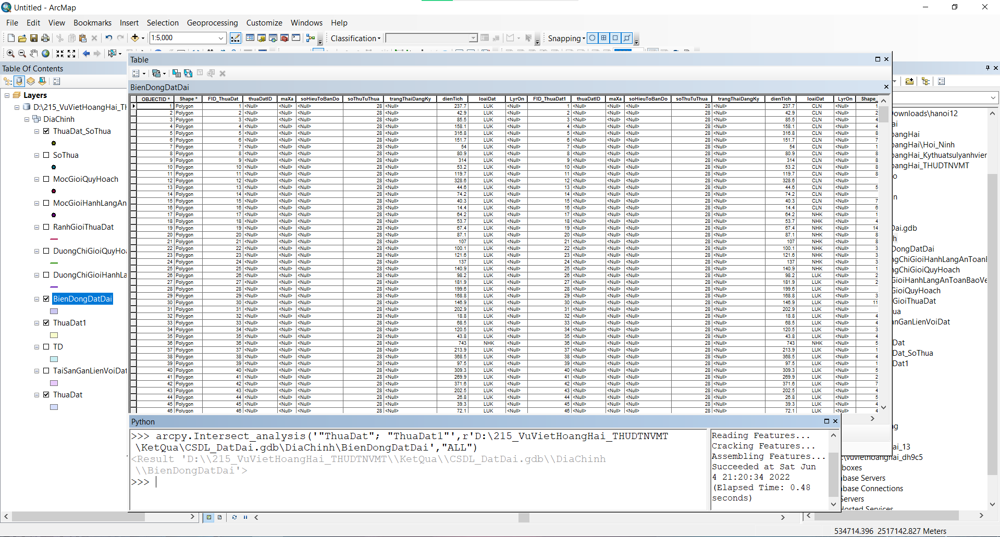 Untitled - ArcMap
File Edit View Bookmarks Insert Selection Geoprocessing Customize Windows Help
1:5,000 Classification Snapping
Table
Table Of Contents
BienDongDatDai
Layers
D:\215_VuVietHoangHai_TH
DiaChinh
ThuaDat_SoThua
SoThua
MocGioiQuyHoach
MocGioiHanhLangAn
RanhGioiThuaDat
DuongChiGioiQuyHo
DuongChiGioiHanhLa
BienDongDatDai
ThuaDat1
TD
TaiSanGanLienVoiDat
ThuaDat
OBJECTID * Shape * FID_ThuaDat thuaDatID maXa soHieuToBanDo soThuTuThua trangThaiDangKy dienTich loaiDat LyrOn FID_ThuaDat1 thuaDatID maXa soHieuToBanDo soThuTuThua trangThaiDangKy dienTich loaiDat LyrOn Shape_
1 Polygon 1 <Null> <Null> <Null> 28 <Null> 237.7 LUK <Null> 1 <Null> <Null> <Null> 28 <Null> 237.7 CLN <Null> 1
2 Polygon 2 <Null> <Null> <Null> 28 <Null> 42.9 LUK <Null> 2 <Null> <Null> <Null> 28 <Null> 42.9 CLN <Null> 2
3 Polygon 3 <Null> <Null> <Null> 28 <Null> 85.5 LUK <Null> 3 <Null> <Null> <Null> 28 <Null> 85.5 CLN <Null> 4
4 Polygon 4 <Null> <Null> <Null> 28 <Null> 158.1 LUK <Null> 4 <Null> <Null> <Null> 28 <Null> 158.1 CLN <Null> 4
5 Polygon 5 <Null> <Null> <Null> 28 <Null> 316.8 LUK <Null> 5 <Null> <Null> <Null> 28 <Null> 316.8 CLN <Null> 8
6 Polygon 6 <Null> <Null> <Null> 28 <Null> 151.7 LUK <Null> 6 <Null> <Null> <Null> 28 <Null> 151.7 CLN <Null> 7
7 Polygon 7 <Null> <Null> <Null> 28 <Null> 54 LUK <Null> 7 <Null> <Null> <Null> 28 <Null> 54 CLN <Null> 1
8 Polygon 8 <Null> <Null> <Null> 28 <Null> 80.9 LUK <Null> 8 <Null> <Null> <Null> 28 <Null> 80.9 CLN <Null> 8
9 Polygon 9 <Null> <Null> <Null> 28 <Null> 314 LUK <Null> 9 <Null> <Null> <Null> 28 <Null> 314 CLN <Null> 8
10 Polygon 10 <Null> <Null> <Null> 28 <Null> 53.2 LUK <Null> 10 <Null> <Null> <Null> 28 <Null> 53.2 CLN <Null> 8
11 Polygon 11 <Null> <Null> <Null> 28 <Null> 119.7 LUK <Null> 11 <Null> <Null> <Null> 28 <Null> 119.7 CLN <Null> 8
12 Polygon 12 <Null> <Null> <Null> 28 <Null> 328.6 LUK <Null> 12 <Null> <Null> <Null> 28 <Null> 328.6 CLN <Null>
13 Polygon 13 <Null> <Null> <Null> 28 <Null> 44.6 LUK <Null> 13 <Null> <Null> <Null> 28 <Null> 44.6 CLN <Null> 5
14 Polygon 14 <Null> <Null> <Null> 28 <Null> 74.2 LUK <Null> 14 <Null> <Null> <Null> 28 <Null> 74.2 CLN <Null>
15 Polygon 15 <Null> <Null> <Null> 28 <Null> 40.3 LUK <Null> 15 <Null> <Null> <Null> 28 <Null> 40.3 CLN <Null> 7
16 Polygon 16 <Null> <Null> <Null> 28 <Null> 14.4 LUK <Null> 16 <Null> <Null> <Null> 28 <Null> 14.4 CLN <Null> 6
17 Polygon 17 <Null> <Null> <Null> 28 <Null> 64.2 LUK <Null> 17 <Null> <Null> <Null> 28 <Null> 64.2 NHK <Null> 1
18 Polygon 18 <Null> <Null> <Null> 28 <Null> 53.7 LUK <Null> 18 <Null> <Null> <Null> 28 <Null> 53.7 NHK <Null> 4
19 Polygon 19 <Null> <Null> <Null> 28 <Null> 67.4 LUK <Null> 19 <Null> <Null> <Null> 28 <Null> 67.4 NHK <Null> 14
20 Polygon 20 <Null> <Null> <Null> 28 <Null> 87.1 LUK <Null> 20 <Null> <Null> <Null> 28 <Null> 87.1 NHK <Null> 8
21 Polygon 21 <Null> <Null> <Null> 28 <Null> 107 LUK <Null> 21 <Null> <Null> <Null> 28 <Null> 107 NHK <Null> 8
22 Polygon 22 <Null> <Null> <Null> 28 <Null> 100.1 LUK <Null> 22 <Null> <Null> <Null> 28 <Null> 100.1 NHK <Null> 3
23 Polygon 23 <Null> <Null> <Null> 28 <Null> 121.6 LUK <Null> 23 <Null> <Null> <Null> 28 <Null> 121.6 NHK <Null> 3
24 Polygon 24 <Null> <Null> <Null> 28 <Null> 137 LUK <Null> 24 <Null> <Null> <Null> 28 <Null> 137 NHK <Null> 3
25 Polygon 25 <Null> <Null> <Null> 28 <Null> 140.9 LUK <Null> 25 <Null> <Null> <Null> 28 <Null> 140.9 NHK <Null> 1
26 Polygon 26 <Null> <Null> <Null> 28 <Null> 98.2 LUK <Null> 26 <Null> <Null> <Null> 28 <Null> 98.2 LUK <Null> 2
27 Polygon 27 <Null> <Null> <Null> 28 <Null> 181.9 LUK <Null> 27 <Null> <Null> <Null> 28 <Null> 181.9 LUK <Null> 2
28 Polygon 28 <Null> <Null> <Null> 28 <Null> 199.6 LUK <Null> 28 <Null> <Null> <Null> 28 <Null> 199.6 LUK <Null>
29 Polygon 29 <Null> <Null> <Null> 28 <Null> 168.8 LUK <Null> 29 <Null> <Null> <Null> 28 <Null> 168.8 LUK <Null> 3
30 Polygon 30 <Null> <Null> <Null> 28 <Null> 146.9 LUK <Null> 30 <Null> <Null> <Null> 28 <Null> 146.9 LUK <Null> 11
31 Polygon 31 <Null> <Null> <Null> 28 <Null> 202.9 LUK <Null> 31 <Null> <Null> <Null> 28 <Null> 202.9 LUK <Null>
32 Polygon 32 <Null> <Null> <Null> 28 <Null> 18.8 LUK <Null> 32 <Null> <Null> <Null> 28 <Null> 18.8 LUK <Null> 4
33 Polygon 33 <Null> <Null> <Null> 28 <Null> 68.5 LUK <Null> 33 <Null> <Null> <Null> 28 <Null> 68.5 LUK <Null> 4
34 Polygon 34 <Null> <Null> <Null> 28 <Null> 120.5 LUK <Null> 34 <Null> <Null> <Null> 28 <Null> 120.5 LUK <Null> 3
35 Polygon 35 <Null> <Null> <Null> 28 <Null> 43.8 LUK <Null> 35 <Null> <Null> <Null> 28 <Null> 43.8 LUK <Null> 4
36 Polygon 36 <Null> <Null> <Null> 28 <Null> 743 NHK <Null> 36 <Null> <Null> <Null> 28 <Null> 743 NHK <Null> 5
37 Polygon 37 <Null> <Null> <Null> 28 <Null> 213.9 LUK <Null> 37 <Null> <Null> <Null> 28 <Null> 213.9 LUK <Null> 1
38 Polygon 38 <Null> <Null> <Null> 28 <Null> 368.5 LUK <Null> 38 <Null> <Null> <Null> 28 <Null> 368.5 LUK <Null> 4
39 Polygon 39 <Null> <Null> <Null> 28 <Null> 97.5 LUK <Null> 39 <Null> <Null> <Null> 28 <Null> 97.5 LUK <Null> 1
40 Polygon 40 <Null> <Null> <Null> 28 <Null> 309.3 LUK <Null> 40 <Null> <Null> <Null> 28 <Null> 309.3 LUK <Null> 5
41 Polygon 41 <Null> <Null> <Null> 28 <Null> 269.9 LUK <Null> 41 <Null> <Null> <Null> 28 <Null> 269.9 LUK <Null> 2
42 Polygon 42 <Null> <Null> <Null> 28 <Null> 371.6 LUK <Null> 42 <Null> <Null> <Null> 28 <Null> 371.6 LUK <Null> 7
43 Polygon 43 <Null> <Null> <Null> 28 <Null> 202.5 LUK <Null> 43 <Null> <Null> <Null> 28 <Null> 202.5 LUK <Null> 4
44 Polygon 44 <Null> <Null> <Null> 28 <Null> 26.8 LUK <Null> 44 <Null> <Null> <Null> 28 <Null> 26.8 LUK <Null> 5
45 Polygon 45 <Null> <Null> <Null> 28 <Null> 39.3 LUK <Null> 45 <Null> <Null> <Null> 28 <Null> 39.3 LUK <Null> 4
46 Polygon 46 <Null> <Null> <Null> 28 <Null> 72.1 LUK <Null> 46 <Null> <Null> <Null> 28 <Null> 72.1 LUK <Null>
Python
>>> arcpy.Intersect_analysis('"ThuaDat"; "ThuaDat1"',r'D:\215_VuVietHoangHai_THUDTNVMT
\KetQua\CSDL_DatDai.gdb\DiaChinh\BienDongDatDai',"ALL")
<Result 'D:\\215_VuVietHoangHai_THUDTNVMT\\KetQua\\CSDL_DatDai.gdb\\DiaChinh
\\BienDongDatDai'>
>>>
Reading Features...
Cracking Features...
Assembling Features...
Succeeded at Sat Jun
4 21:20:34 2022
(Elapsed Time: 0.48
seconds)
ownloads\hanoi12
ai
oangHai
oangHai\Hoi_Ninh
oangHai_Kythuatsulyanhvier
oangHai_THUDTNVMT
o
n
Dai.gdb
h
DongDatDai
ngChiGioiHanhLangAnToanl
ngChiGioiQuyHoach
GioiHanhLangAnToanBaoVe
GioiQuyHoach
GioiThuaDat
ua
nGanLienVoiDat
Dat
Dat_SoThua
Dat1
ng
ai_13
:\vuviethoanghai_dh9c5
boxes
base Servers
base Connections
Servers
Hosted Services
534714.396 2517142.827 Meters